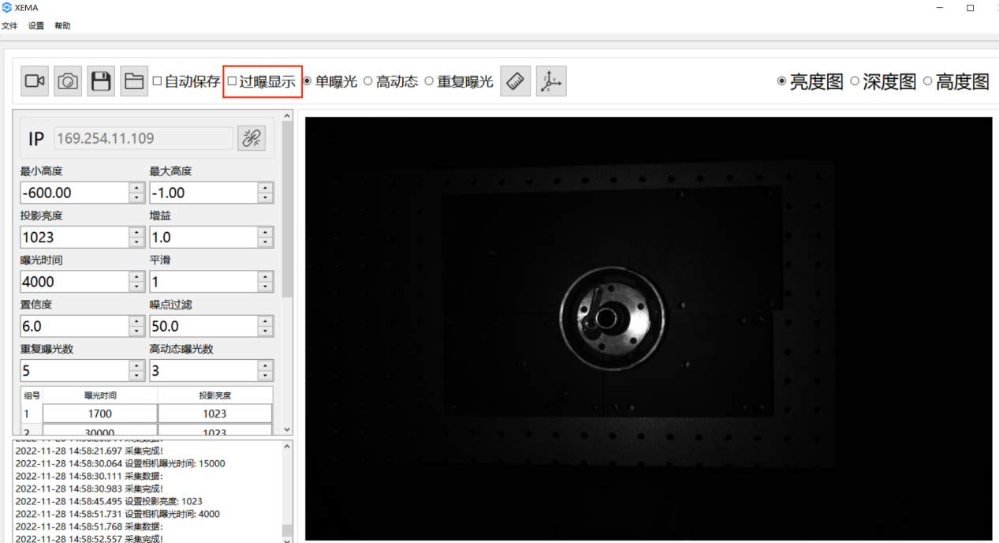 XEMA
文件 设置 帮助
自动保存 过曝显示 单曝光 高动态 重复曝光 亮度图 深度图 高度图
IP 169.254.11.109
最小高度 最大高度
-600.00 -1.00
投影亮度 增益
1023 1.0
曝光时间 平滑
4000 1
置信度 噪点过滤
6.0 50.0
重复曝光数 高动态曝光数
5 3
组号 曝光时间 投影亮度
1 1700 1023
2 30000 1023
2022-11-28 14:58:21.697 采集完成!
2022-11-28 14:58:30.064 设置相机曝光时间: 15000
2022-11-28 14:58:30.111 采集数据:
2022-11-28 14:58:30.983 采集完成!
2022-11-28 14:58:45.495 设置投影亮度: 1023
2022-11-28 14:58:51.731 设置相机曝光时间: 4000
2022-11-28 14:58:51.768 采集数据:
2022-11-28 14:58:52.557 采集完成!